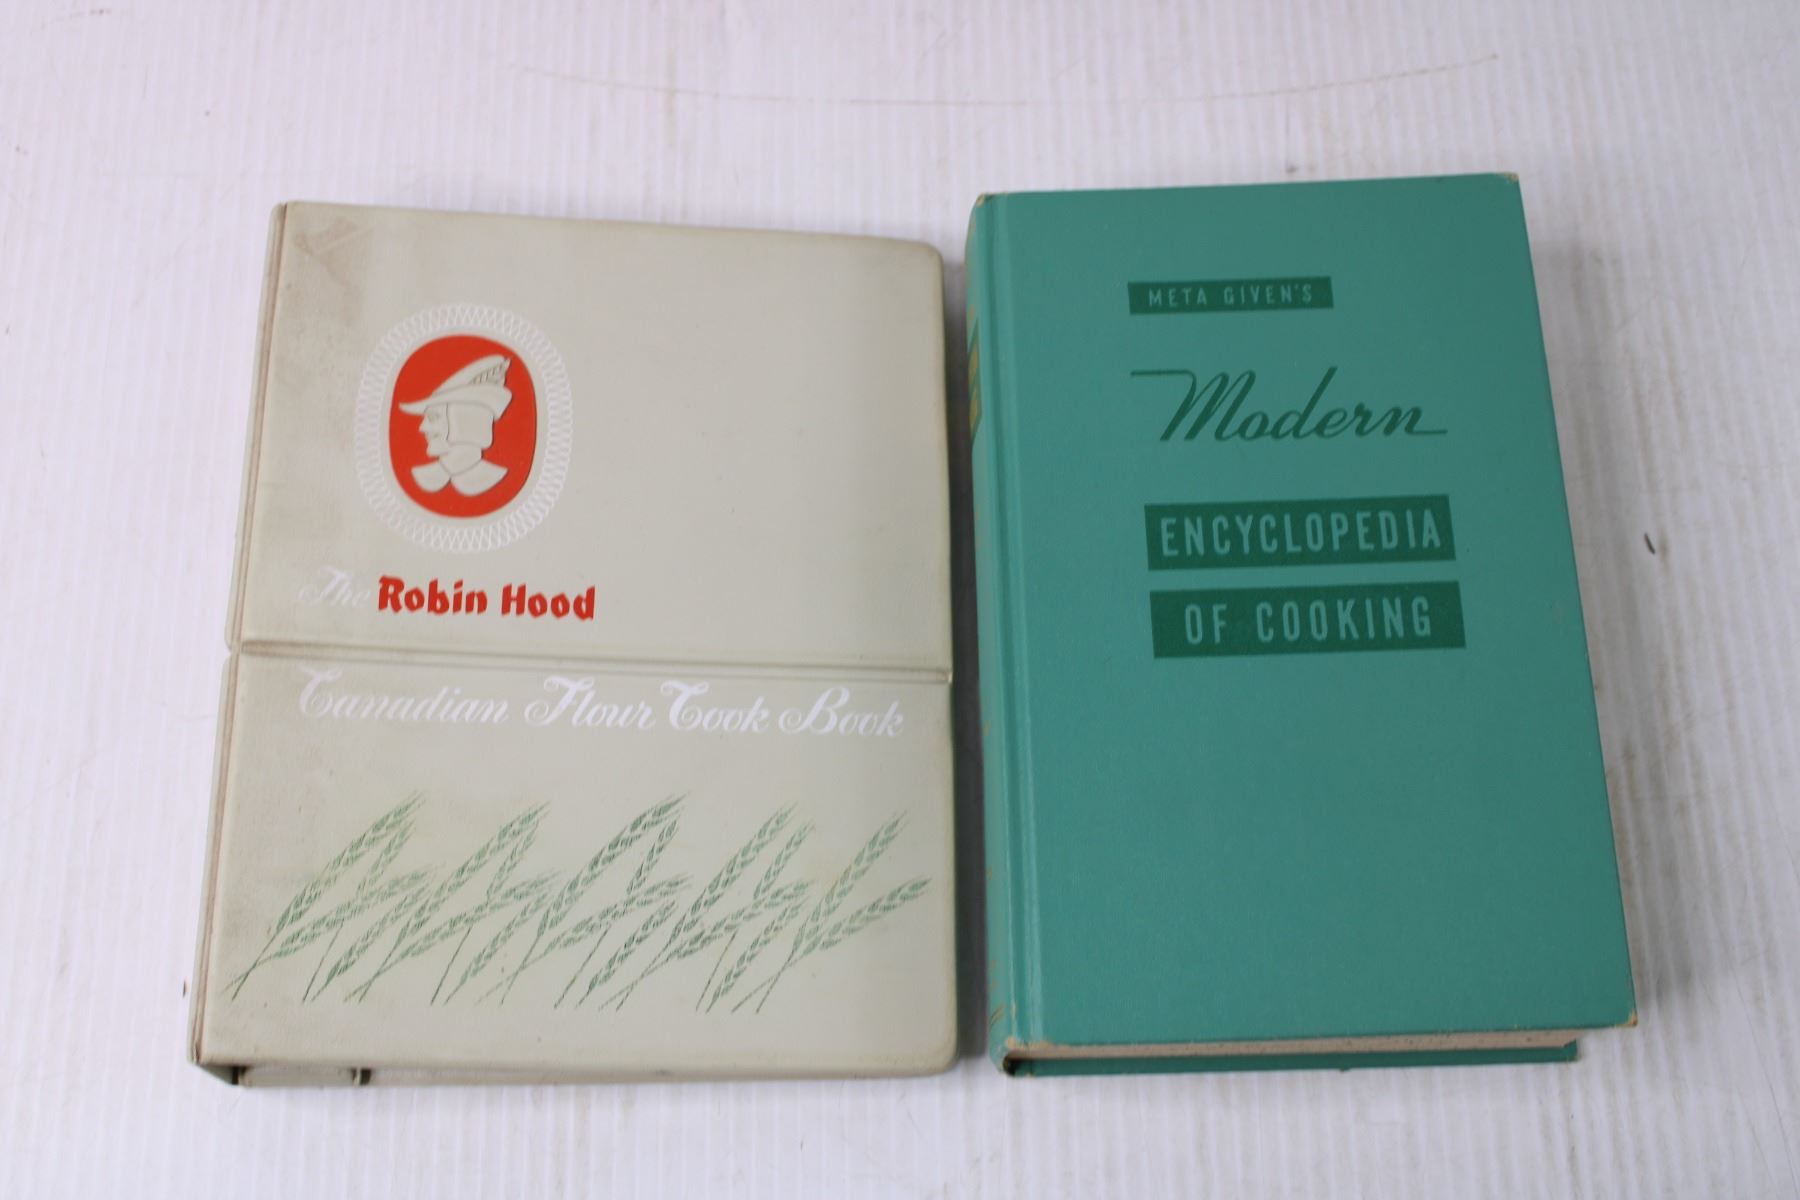 The Robin Hood
Canadian Flour Cook Book
META GIVEN'S
Modern
ENCYCLOPEDIA
OF COOKING